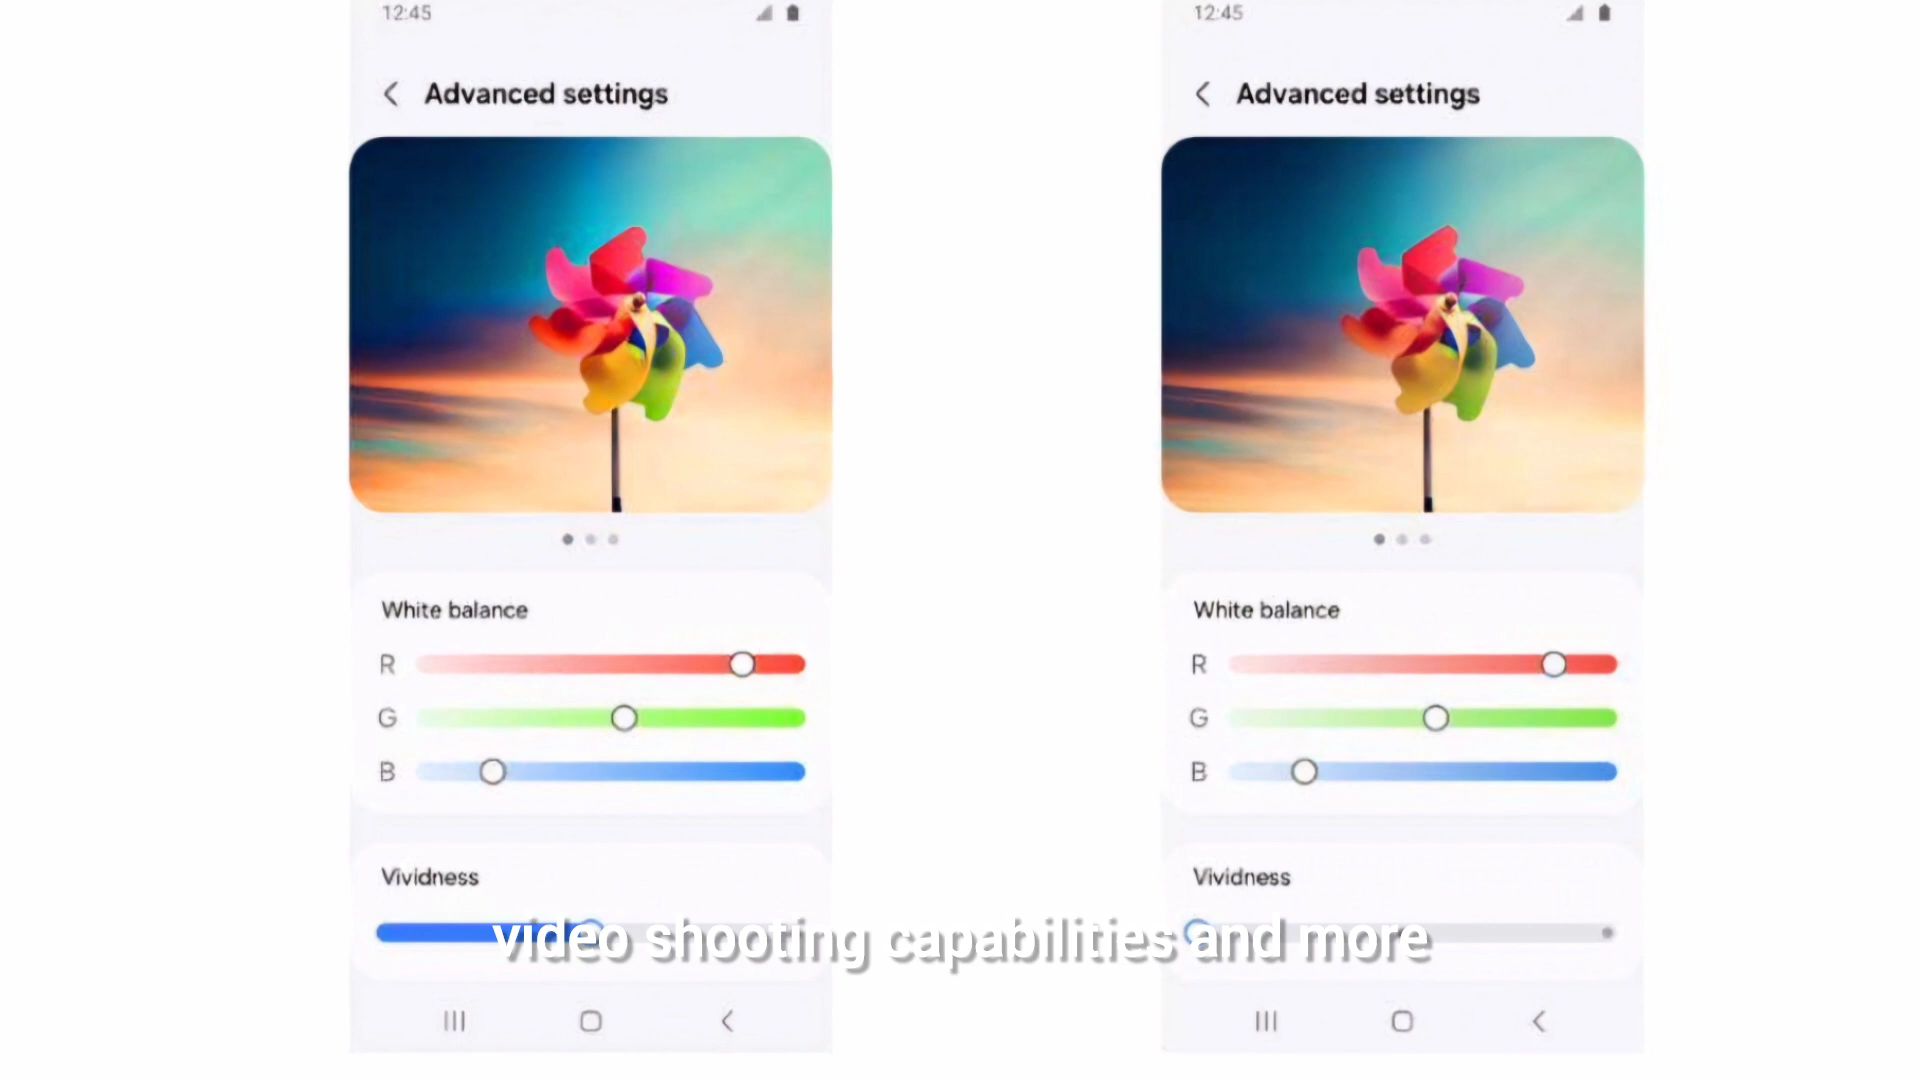 12:45
Advanced settings
White balance
R
G
B
Vividness
12:45
Advanced settings
White balance
R
G
B
Vividness
video shooting capabilities and more